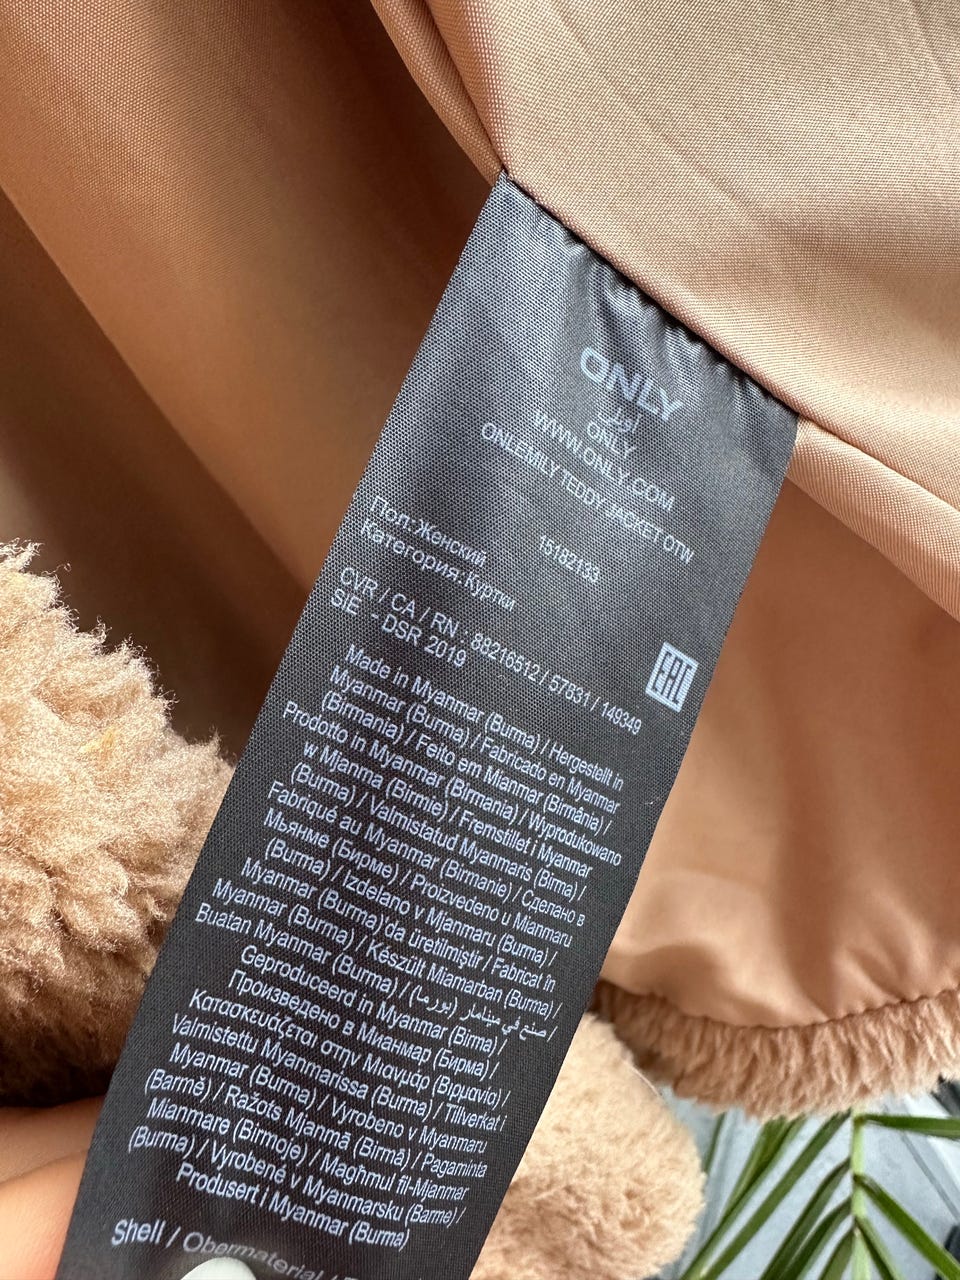 ONLY
أونلي
ONLY
WWW.ONLY.COM
ONLEMILY TEDDY JACKET OTW
15182133
Пол: Женский
Категория: Куртки
CVR / CA / RN : 88216512 / 57831 / 149349
SIE - DSR 2019
EAC
Made in Myanmar (Burma) / Hergestellt in
Myanmar (Burma) / Fabricado en Myanmar
(Birmania) / Feito em Mianmar (Birmânia) /
Prodotto in Myanmar (Birmania) / Wyprodukowano
w Mjanma (Birmie) / Fremstillet i Myanmar
(Burma) / Valmistatud Myanmaris (Birma) /
Fabriqué au Myanmar (Birmanie) / Сделано в
Мьянме (Бирме) / Proizvedeno u Mianmaru
(Burma) / Izdelano v Mjanmaru (Burma) /
Myanmar (Burma)'da üretilmiştir / Fabricat în
Myanmar (Burma) / Készült Miamarban (Burma) /
Buatan Myanmar (Burma) / صنع في ميانمار (بورما) /
Geproduceerd in Myanmar (Birma) /
Произведено в Мианмар (Бирма) /
Κατασκευάζεται στην Μιανμάρ (Βιρμανία) /
Valmistettu Myanmarissa (Burma) / Tillverkat i
Myanmar (Burma) / Vyrobeno v Myanmaru
(Barmě) / Ražots Mjanmā (Birmā) / Pagaminta
Mianmare (Birmoje) / Magħmul fil-Mjanmar
(Burma) / Vyrobené v Myanmarsku (Barme) /
Produsert i Myanmar (Burma)
Shell / Obermaterial /